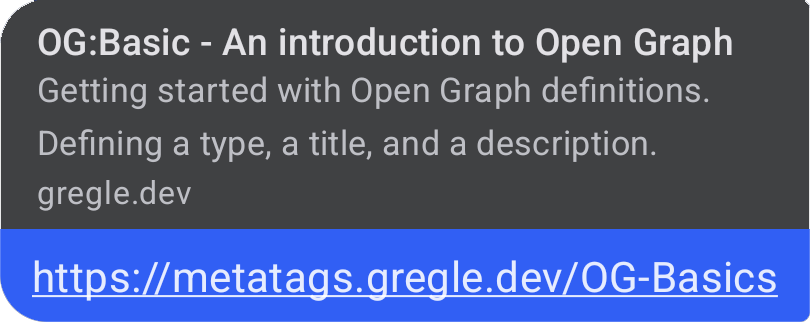 OG:Basic - An introduction to Open Graph
Getting started with Open Graph definitions.
Defining a type, a title, and a description.
gregle.dev
https://metatags.gregle.dev/OG-Basics